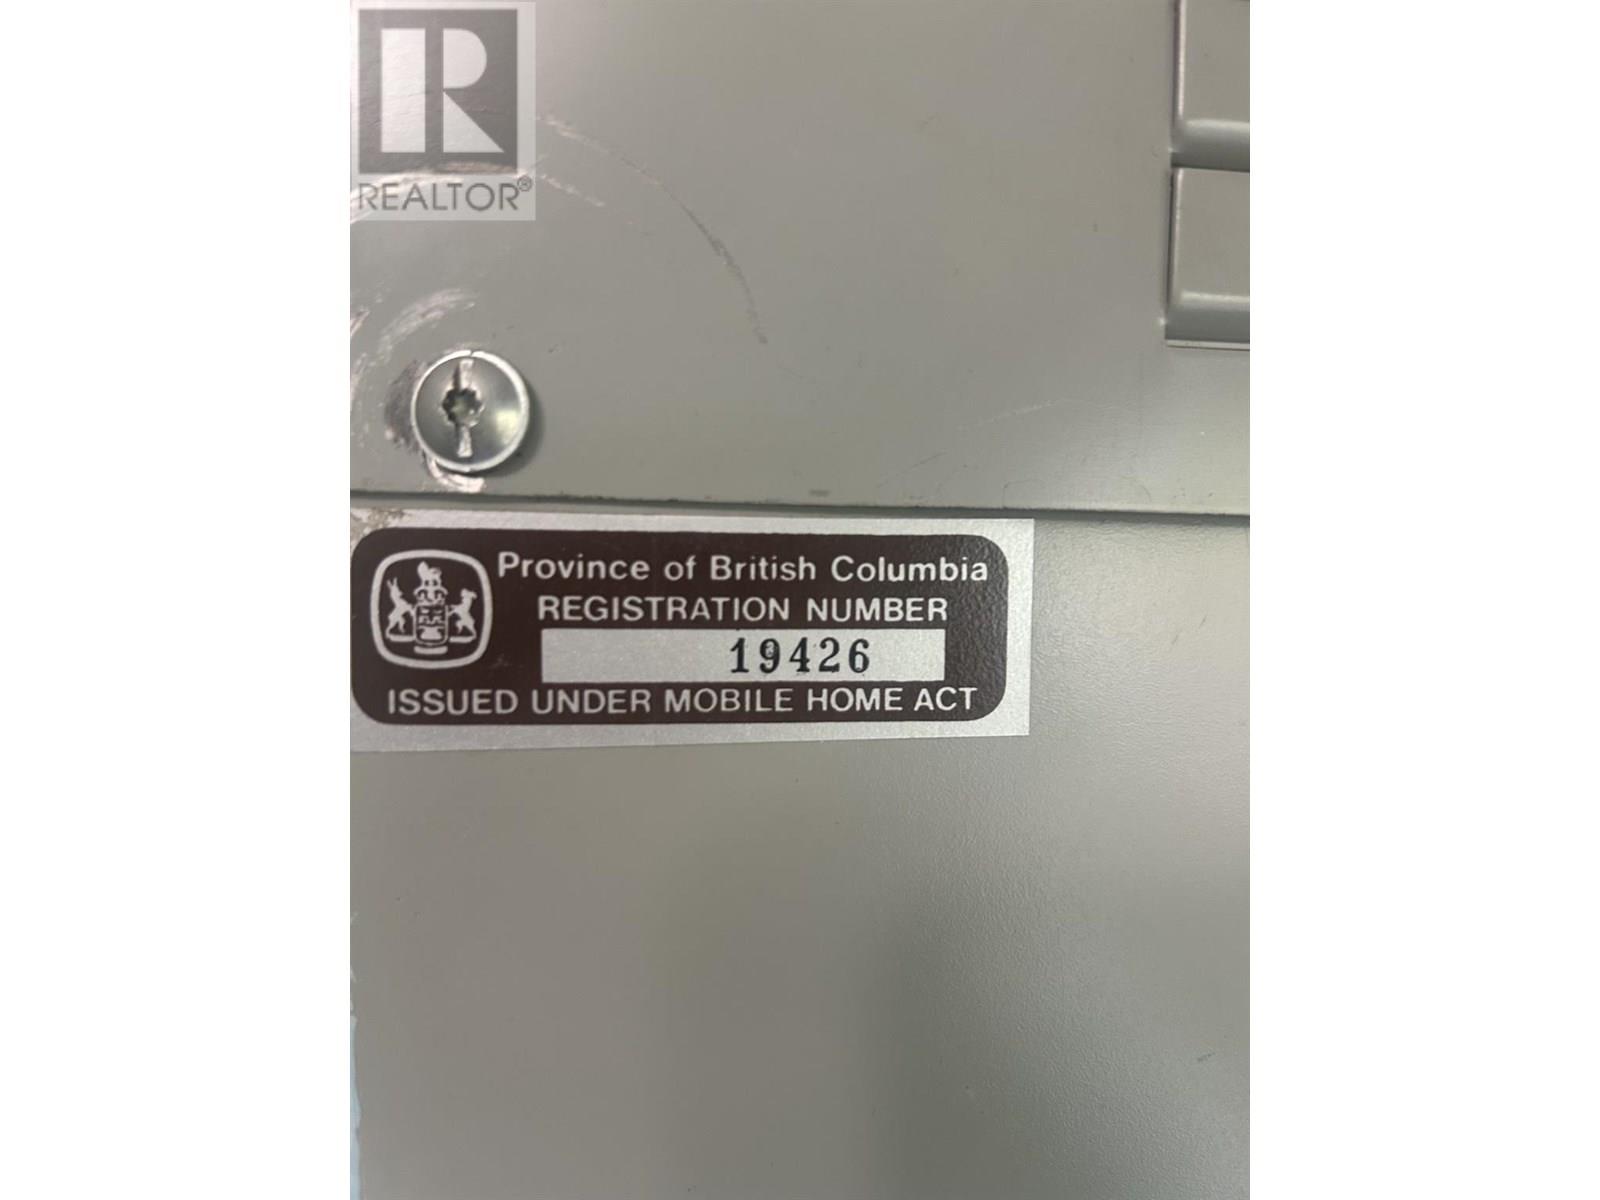 R
REALTOR®
Province of British Columbia
REGISTRATION NUMBER
19426
ISSUED UNDER MOBILE HOME ACT